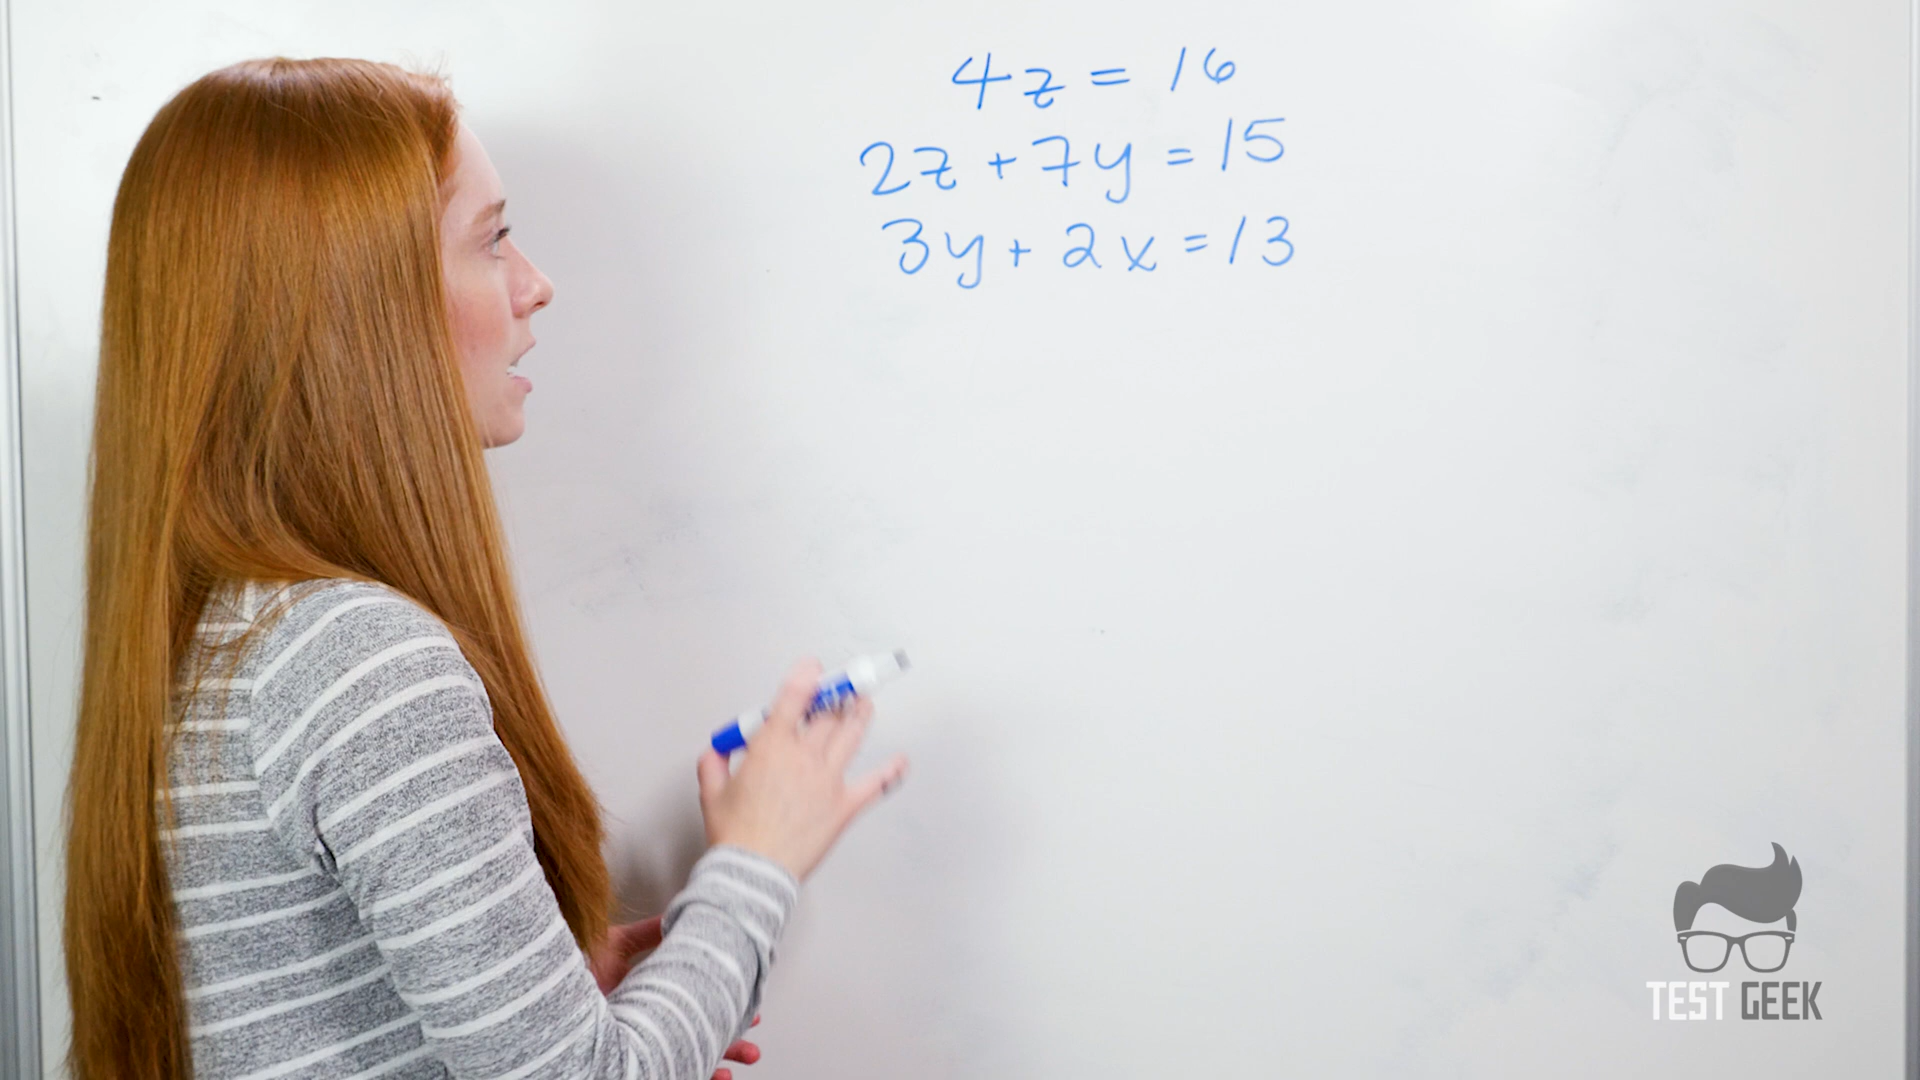 4z = 16
2z + 7y = 15
3y + 2x = 13
TEST GEEK